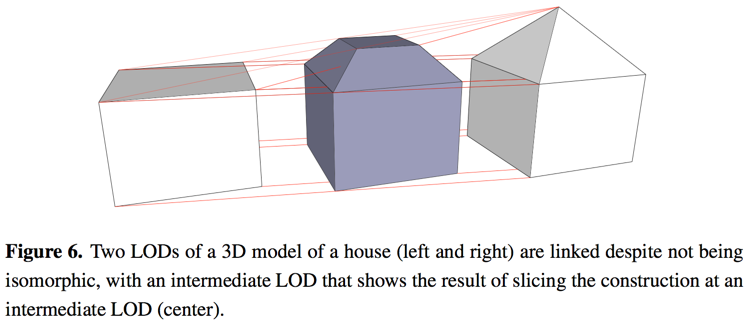 Figure 6. Two LODs of a 3D model of a house (left and right) are linked despite not being
isomorphic, with an intermediate LOD that shows the result of slicing the construction at an
intermediate LOD (center).